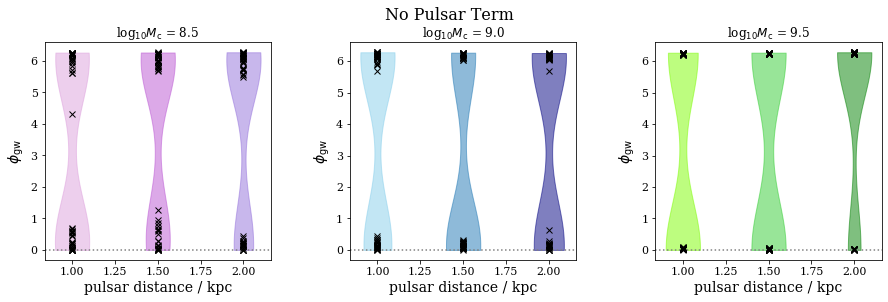 No Pulsar Term
log₁₀M_c = 8.5
log₁₀M_c = 9.0
log₁₀M_c = 9.5
ϕ_gw
6
5
4
3
2
1
0
1.00 1.25 1.50 1.75 2.00
pulsar distance / kpc
ϕ_gw
6
5
4
3
2
1
0
1.00 1.25 1.50 1.75 2.00
pulsar distance / kpc
ϕ_gw
6
5
4
3
2
1
0
1.00 1.25 1.50 1.75 2.00
pulsar distance / kpc